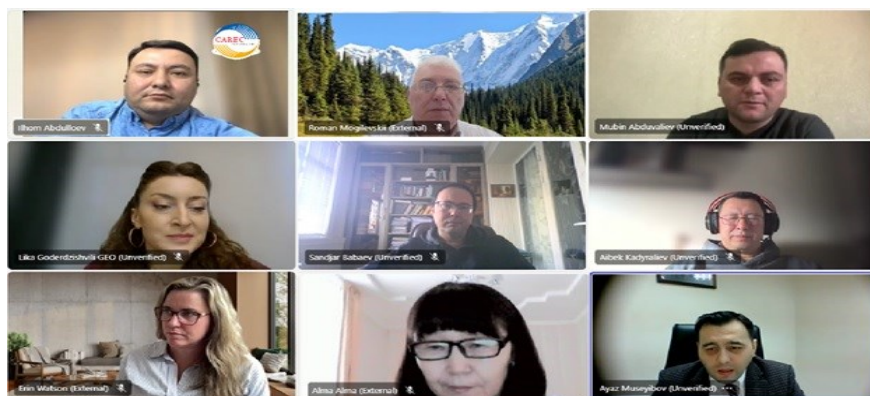 CAREC
Ilhom Abdulloev
Roman Mogilevskii (External)
Mubin Abduvaliev (Unverified)
Lika Goderdzishvili GEO (Unverified)
Sandjar Babaev (Unverified)
Aibek Kadyraliev (Unverified)
Erin Watson (External)
Alma Alma (External)
Ayaz Museyibov (Unverified)